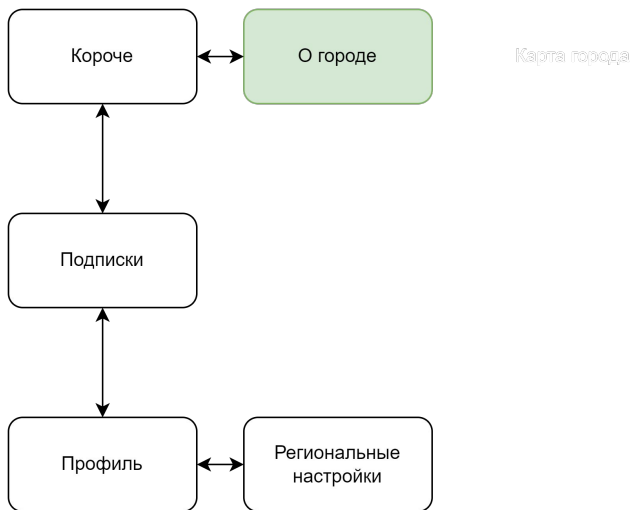 Короче
О городе
Карта города
Подписки
Профиль
Региональные
настройки